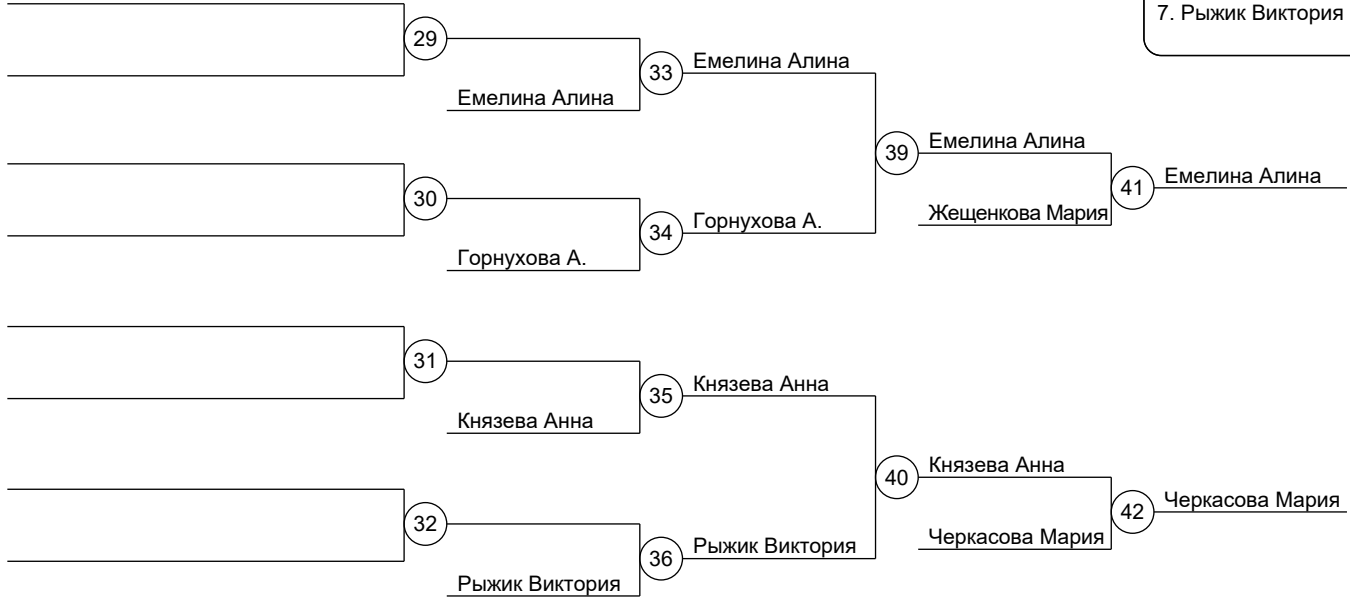 7. Рыжик Виктория
29
33
Емелина Алина
Емелина Алина
39
Емелина Алина
41
Емелина Алина
30
34
Горнухова А.
Жещенкова Мария
Горнухова А.
31
35
Князева Анна
Князева Анна
40
Князева Анна
42
Черкасова Мария
32
36
Рыжик Виктория
Черкасова Мария
Рыжик Виктория